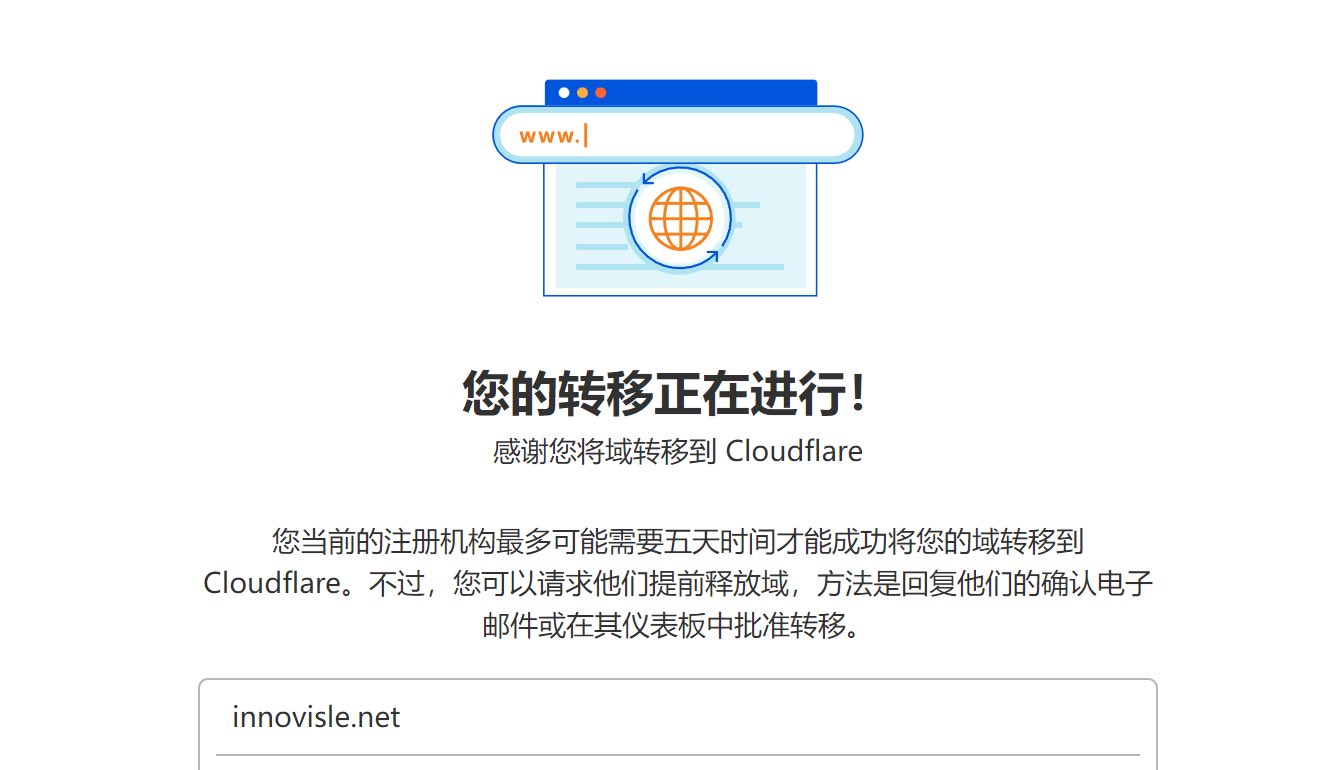 www.
您的转移正在进行！
感谢您将域转移到 Cloudflare
您当前的注册机构最多可能需要五天时间才能成功将您的域转移到
Cloudflare。不过，您可以请求他们提前释放域，方法是回复他们的确认电子
邮件或在其仪表板中批准转移。
innovisle.net